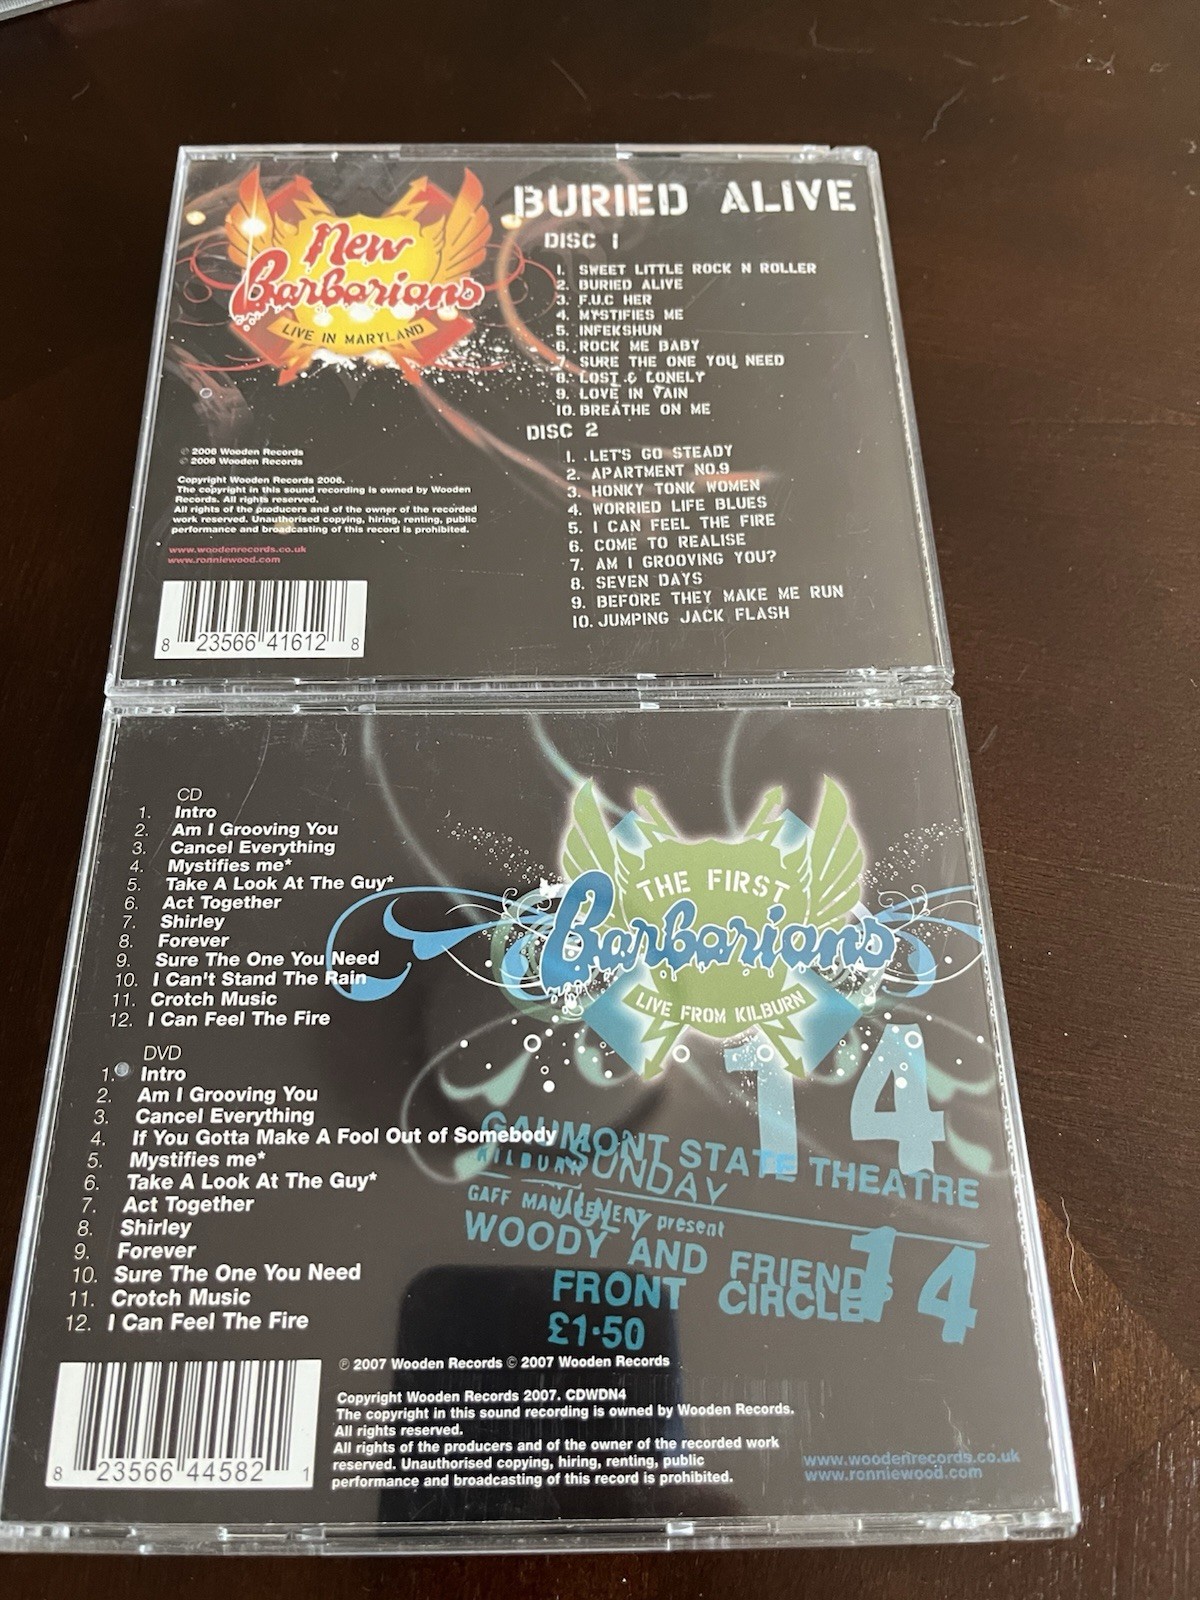 New
Barbarians
LIVE IN MARYLAND
BURIED ALIVE
DISC 1
1. SWEET LITTLE ROCK N ROLLER
2. BURIED ALIVE
3. F.U.C HER
4. MYSTIFIES ME
5. INFEKSHUN
6. ROCK ME BABY
7. SURE THE ONE YOU NEED
8. LOST & LONELY
9. LOVE IN VAIN
10. BREATHE ON ME
DISC 2
1. LET'S GO STEADY
2. APARTMENT NO.9
3. HONKY TONK WOMEN
4. WORRIED LIFE BLUES
5. I CAN FEEL THE FIRE
6. COME TO REALISE
7. AM I GROOVING YOU?
8. SEVEN DAYS
9. BEFORE THEY MAKE ME RUN
10. JUMPING JACK FLASH
℗ 2006 Wooden Records
© 2006 Wooden Records
Copyright Wooden Records 2006.
The copyright in this sound recording is owned by Wooden
Records. All rights reserved.
All rights of the producers and of the owner of the recorded
work reserved. Unauthorised copying, hiring, renting, public
performance and broadcasting of this record is prohibited.
www.woodenrecords.co.uk
www.ronniewood.com
8 23566 41612 8
CD
1. Intro
2. Am I Grooving You
3. Cancel Everything
4. Mystifies me*
5. Take A Look At The Guy*
6. Act Together
7. Shirley
8. Forever
9. Sure The One You Need
10. I Can't Stand The Rain
11. Crotch Music
12. I Can Feel The Fire
DVD
1. Intro
2. Am I Grooving You
3. Cancel Everything
4. If You Gotta Make A Fool Out of Somebody
5. Mystifies me*
6. Take A Look At The Guy*
7. Act Together
8. Shirley
9. Forever
10. Sure The One You Need
11. Crotch Music
12. I Can Feel The Fire
THE FIRST
Barbarians
LIVE FROM KILBURN
14
GAUMONT STATE THEATRE
KILBURN
SUNDAY
GAFF MANAGEMENT present
JULY
WOODY AND FRIENDS
14
FRONT CIRCLE
14
£1·50
8 23566 44582 1
℗ 2007 Wooden Records © 2007 Wooden Records
Copyright Wooden Records 2007. CDWDN4
The copyright in this sound recording is owned by Wooden Records.
All rights reserved.
All rights of the producers and of the owner of the recorded work
reserved. Unauthorised copying, hiring, renting, public
performance and broadcasting of this record is prohibited.
www.woodenrecords.co.uk
www.ronniewood.com